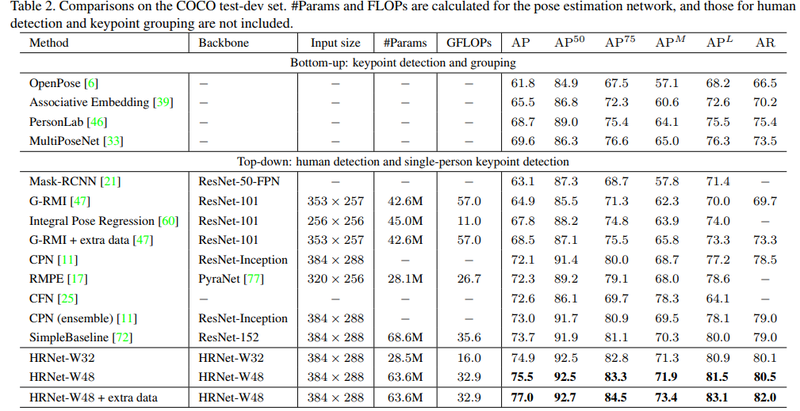 Table 2. Comparisons on the COCO test-dev set. #Params and FLOPs are calculated for the pose estimation network, and those for human
detection and keypoint grouping are not included.
Method Backbone Input size #Params GFLOPs AP AP50 AP75 APM APL AR
Bottom-up: keypoint detection and grouping
OpenPose [6] − − − − 61.8 84.9 67.5 57.1 68.2 66.5
Associative Embedding [39] − − − − 65.5 86.8 72.3 60.6 72.6 70.2
PersonLab [46] − − − − 68.7 89.0 75.4 64.1 75.5 75.4
MultiPoseNet [33] − − − − 69.6 86.3 76.6 65.0 76.3 73.5
Top-down: human detection and single-person keypoint detection
Mask-RCNN [21] ResNet-50-FPN − − − 63.1 87.3 68.7 57.8 71.4 −
G-RMI [47] ResNet-101 353 × 257 42.6M 57.0 64.9 85.5 71.3 62.3 70.0 69.7
Integral Pose Regression [60] ResNet-101 256 × 256 45.0M 11.0 67.8 88.2 74.8 63.9 74.0 −
G-RMI + extra data [47] ResNet-101 353 × 257 42.6M 57.0 68.5 87.1 75.5 65.8 73.3 73.3
CPN [11] ResNet-Inception 384 × 288 − − 72.1 91.4 80.0 68.7 77.2 78.5
RMPE [17] PyraNet [77] 320 × 256 28.1M 26.7 72.3 89.2 79.1 68.0 78.6 −
CFN [25] − − − − 72.6 86.1 69.7 78.3 64.1 −
CPN (ensemble) [11] ResNet-Inception 384 × 288 − − 73.0 91.7 80.9 69.5 78.1 79.0
SimpleBaseline [72] ResNet-152 384 × 288 68.6M 35.6 73.7 91.9 81.1 70.3 80.0 79.0
HRNet-W32 HRNet-W32 384 × 288 28.5M 16.0 74.9 92.5 82.8 71.3 80.9 80.1
HRNet-W48 HRNet-W48 384 × 288 63.6M 32.9 75.5 92.5 83.3 71.9 81.5 80.5
HRNet-W48 + extra data HRNet-W48 384 × 288 63.6M 32.9 77.0 92.7 84.5 73.4 83.1 82.0